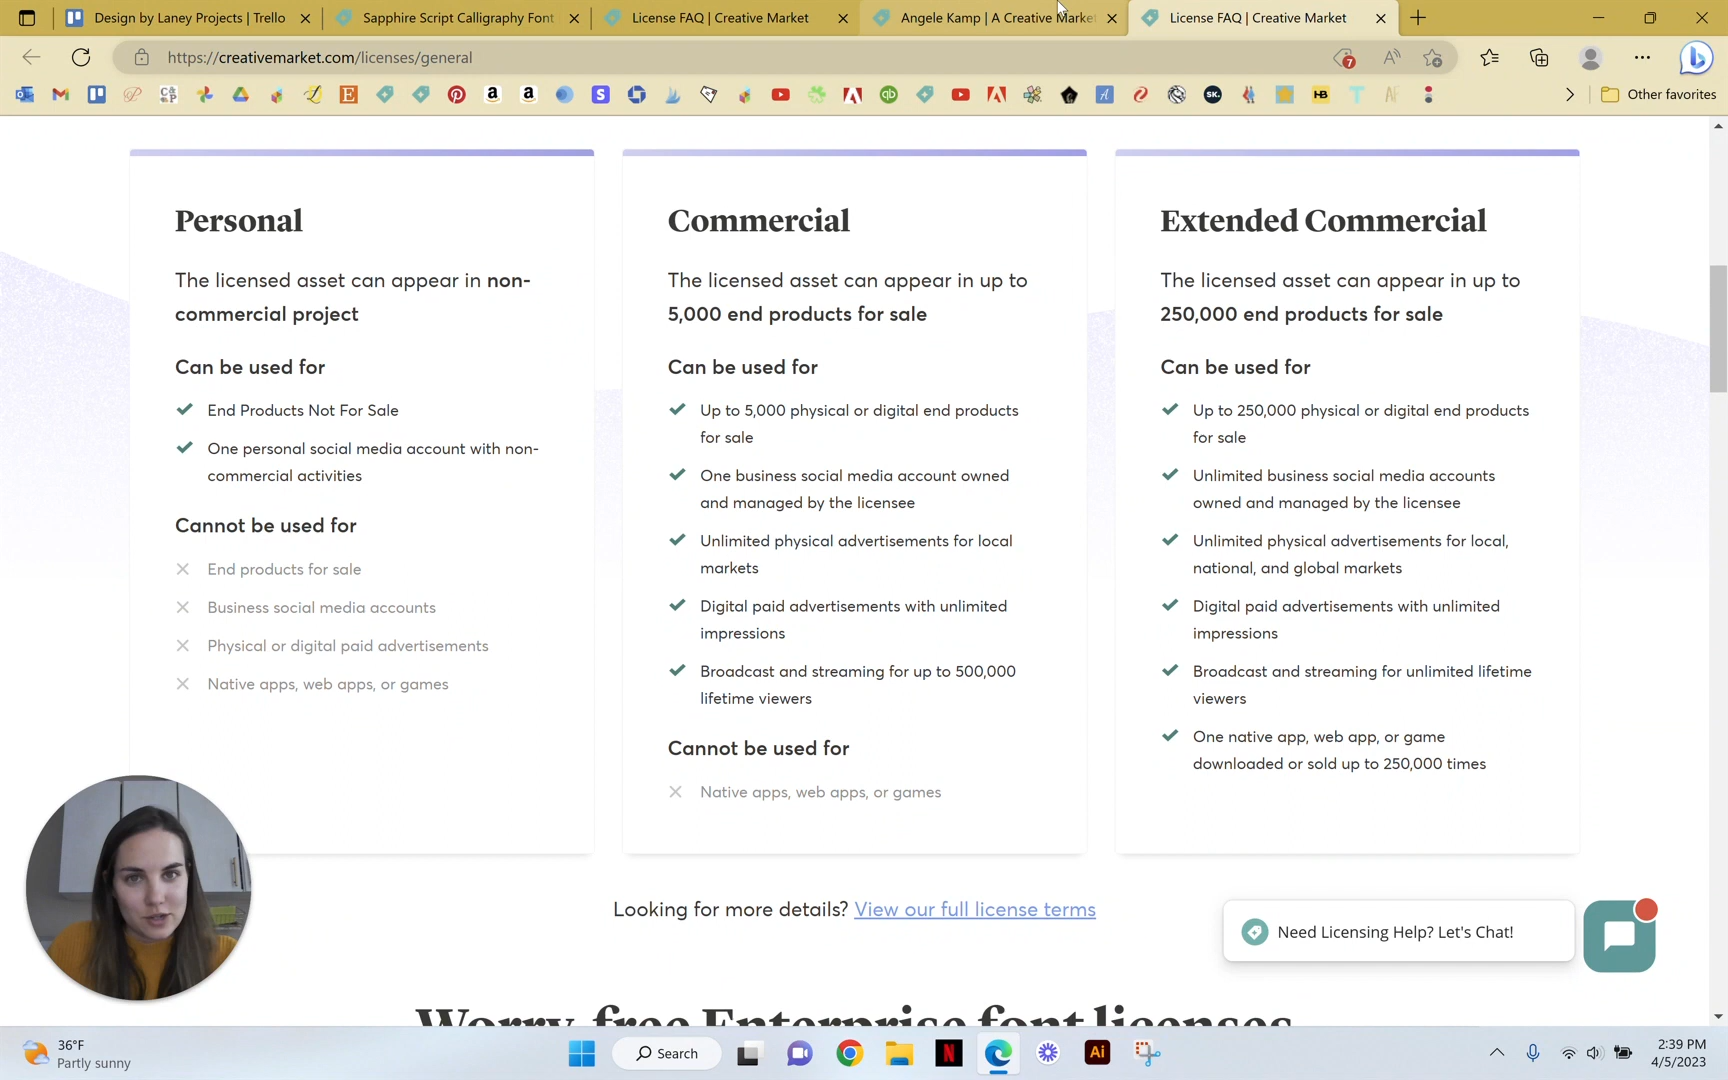 Design by Laney Projects | Trello
Sapphire Script Calligraphy Font
License FAQ | Creative Market
Angele Kamp | A Creative Market
License FAQ | Creative Market
https://creativemarket.com/licenses/general
7
Other favorites
Personal
The licensed asset can appear in non-
commercial project
Can be used for
End Products Not For Sale
One personal social media account with non-
commercial activities
Cannot be used for
End products for sale
Business social media accounts
Physical or digital paid advertisements
Native apps, web apps, or games
Commercial
The licensed asset can appear in up to
5,000 end products for sale
Can be used for
Up to 5,000 physical or digital end products
for sale
One business social media account owned
and managed by the licensee
Unlimited physical advertisements for local
markets
Digital paid advertisements with unlimited
impressions
Broadcast and streaming for up to 500,000
lifetime viewers
Cannot be used for
Native apps, web apps, or games
Extended Commercial
The licensed asset can appear in up to
250,000 end products for sale
Can be used for
Up to 250,000 physical or digital end products
for sale
Unlimited business social media accounts
owned and managed by the licensee
Unlimited physical advertisements for local,
national, and global markets
Digital paid advertisements with unlimited
impressions
Broadcast and streaming for unlimited lifetime
viewers
One native app, web app, or game
downloaded or sold up to 250,000 times
Looking for more details? View our full license terms
Need Licensing Help? Let's Chat!
Worry-free Enterprise font licenses
36°F
Partly sunny
Search
Ai
2:39 PM
4/5/2023